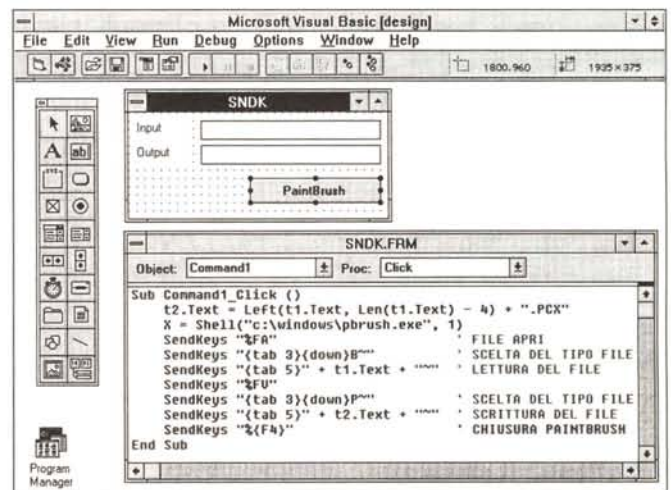 Microsoft Visual Basic [design]
File Edit View Run Debug Options Window Help
1800,960 1935×375
SNDK
Input
Output
PaintBrush
A ab
SNDK.FRM
Object: Command1 Proc: Click
Sub Command1_Click ()
t2.Text = Left(t1.Text, Len(t1.Text) - 4) + ".PCX"
X = Shell("c:\windows\pbrush.exe", 1)
SendKeys "%FA" ' FILE APRI
SendKeys "{tab 3}{down}B~" ' SCELTA DEL TIPO FILE
SendKeys "{tab 5}" + t1.Text + "~" ' LETTURA DEL FILE
SendKeys "%FV"
SendKeys "{tab 3}{down}P~" ' SCELTA DEL TIPO FILE
SendKeys "{tab 5}" + t2.Text + "~" ' SCRITTURA DEL FILE
SendKeys "%{F4}" ' CHIUSURA PAINTBRUSH
End Sub
Program
Manager